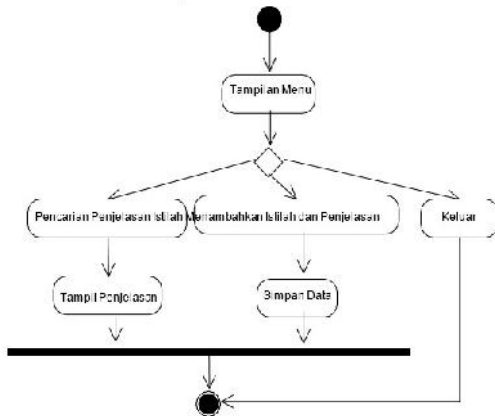 Tampilan Menu
Pencarian Penjelasan Istilah
Menambahkan Istilah dan Penjelasan
Keluar
Tampil Penjelasan
Simpan Data